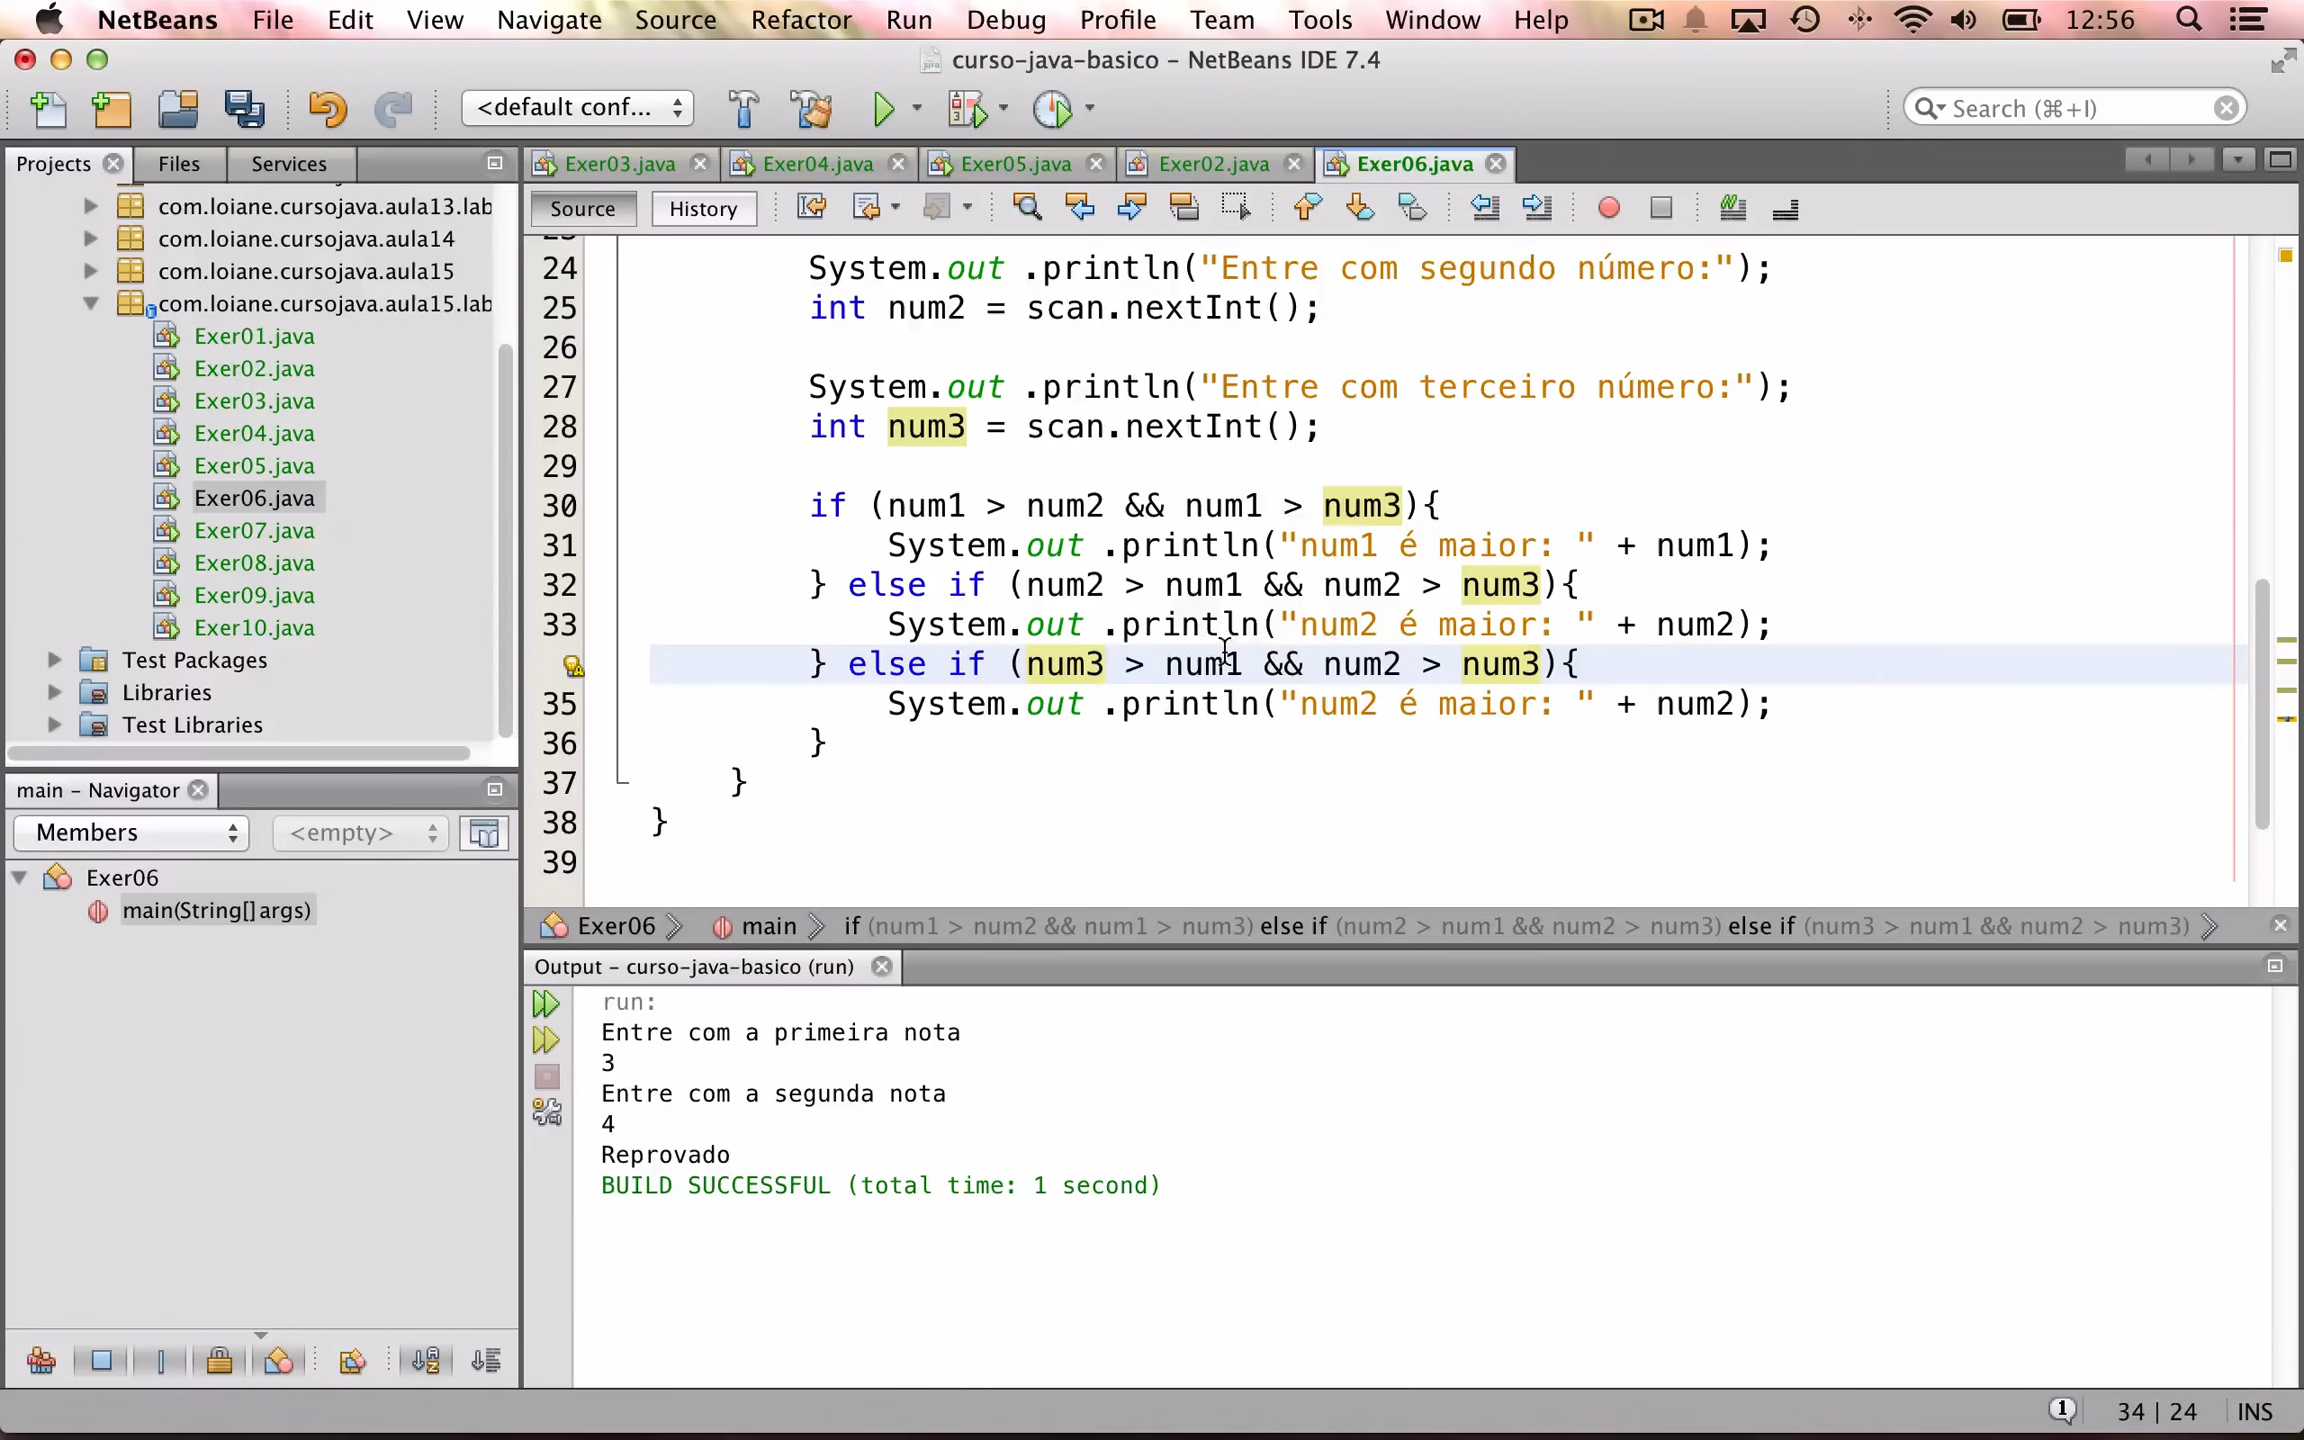 NetBeans File Edit View Navigate Source Refactor Run Debug Profile Team Tools Window Help 12:56
curso-java-basico – NetBeans IDE 7.4
<default conf... Search (⌘+I)
Projects Files Services
Exer03.java Exer04.java Exer05.java Exer02.java Exer06.java
Source History
com.loiane.cursojava.aula13.lab
com.loiane.cursojava.aula14
com.loiane.cursojava.aula15
com.loiane.cursojava.aula15.lab
Exer01.java
Exer02.java
Exer03.java
Exer04.java
Exer05.java
Exer06.java
Exer07.java
Exer08.java
Exer09.java
Exer10.java
Test Packages
Libraries
Test Libraries
24 System.out .println("Entre com segundo número:");
25 int num2 = scan.nextInt();
26
27 System.out .println("Entre com terceiro número:");
28 int num3 = scan.nextInt();
29
30 if (num1 > num2 && num1 > num3){
31 System.out .println("num1 é maior: " + num1);
32 } else if (num2 > num1 && num2 > num3){
33 System.out .println("num2 é maior: " + num2);
} else if (num3 > num1 && num2 > num3){
35 System.out .println("num2 é maior: " + num2);
36 }
37 }
38 }
39
Exer06 main if (num1 > num2 && num1 > num3) else if (num2 > num1 && num2 > num3) else if (num3 > num1 && num2 > num3)
main – Navigator
Members <empty>
Exer06
main(String[] args)
Output – curso-java-basico (run)
run:
Entre com a primeira nota
3
Entre com a segunda nota
4
Reprovado
BUILD SUCCESSFUL (total time: 1 second)
1 34 | 24 INS